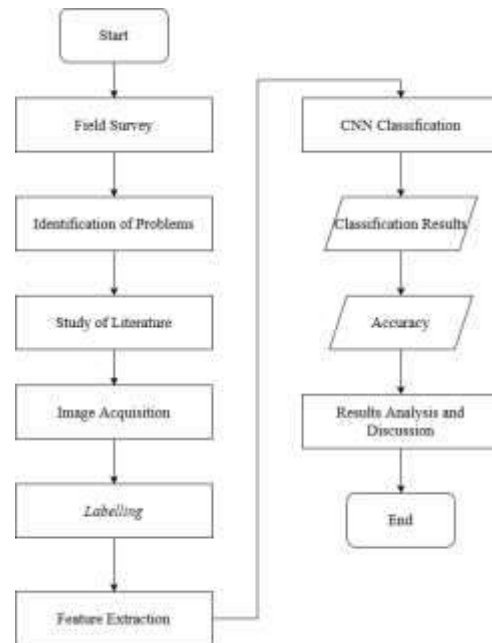 Start
Field Survey
Identification of Problems
Study of Literature
Image Acquisition
Labelling
Feature Extraction
CNN Classification
Classification Results
Accuracy
Results Analysis and
Discussion
End